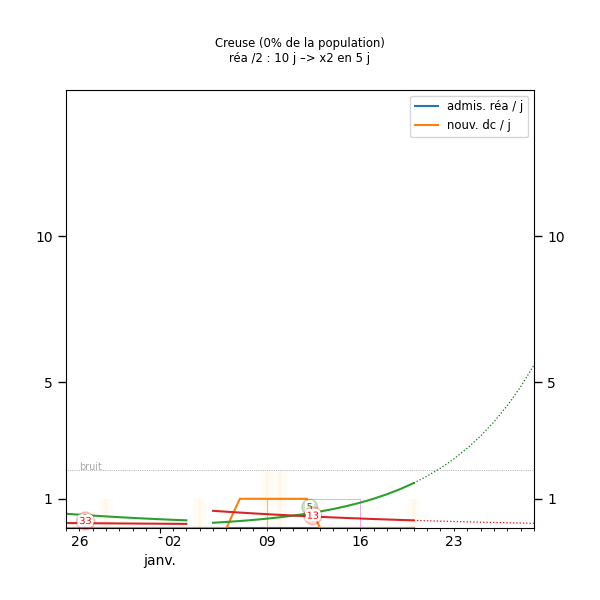 Creuse (0% de la population)
réa /2 : 10 j –> x2 en 5 j
admis. réa / j
nouv. dc / j
10
10
5
5
bruit
1
1
5
13
33
26
02
09
16
23
janv.